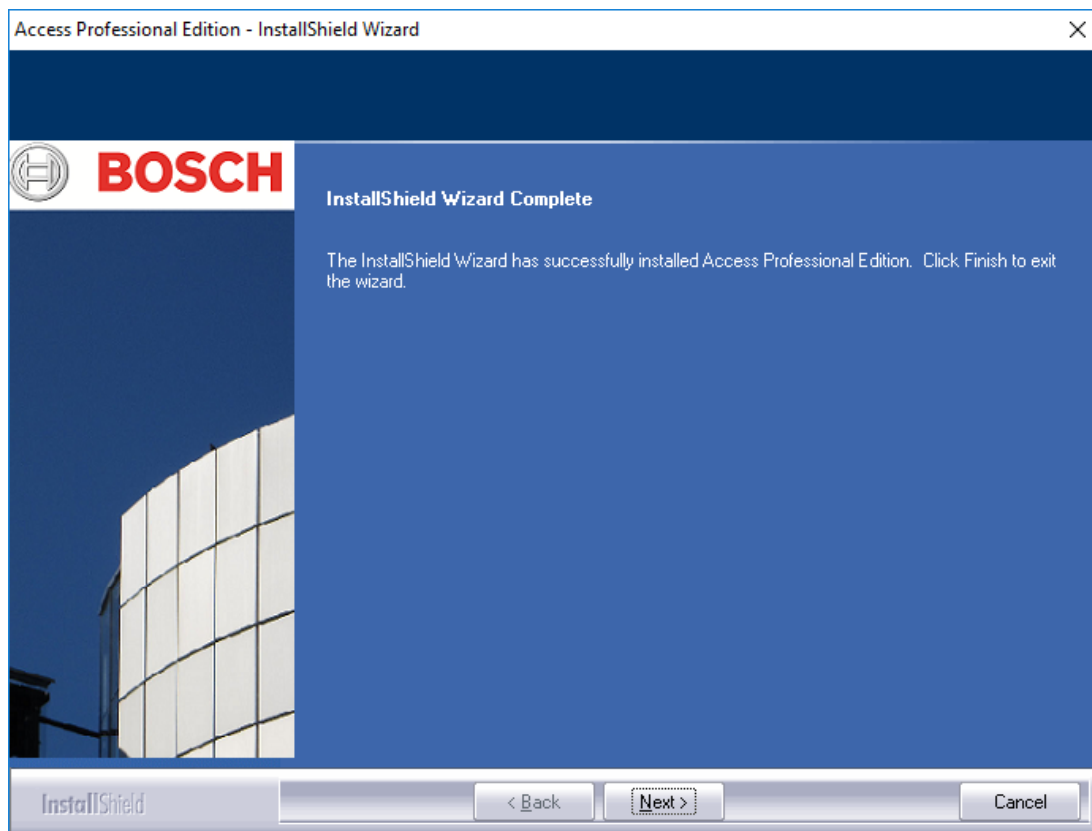 Access Professional Edition - InstallShield Wizard
BOSCH
InstallShield Wizard Complete
The InstallShield Wizard has successfully installed Access Professional Edition. Click Finish to exit
the wizard.
InstallShield
< Back
Next >
Cancel